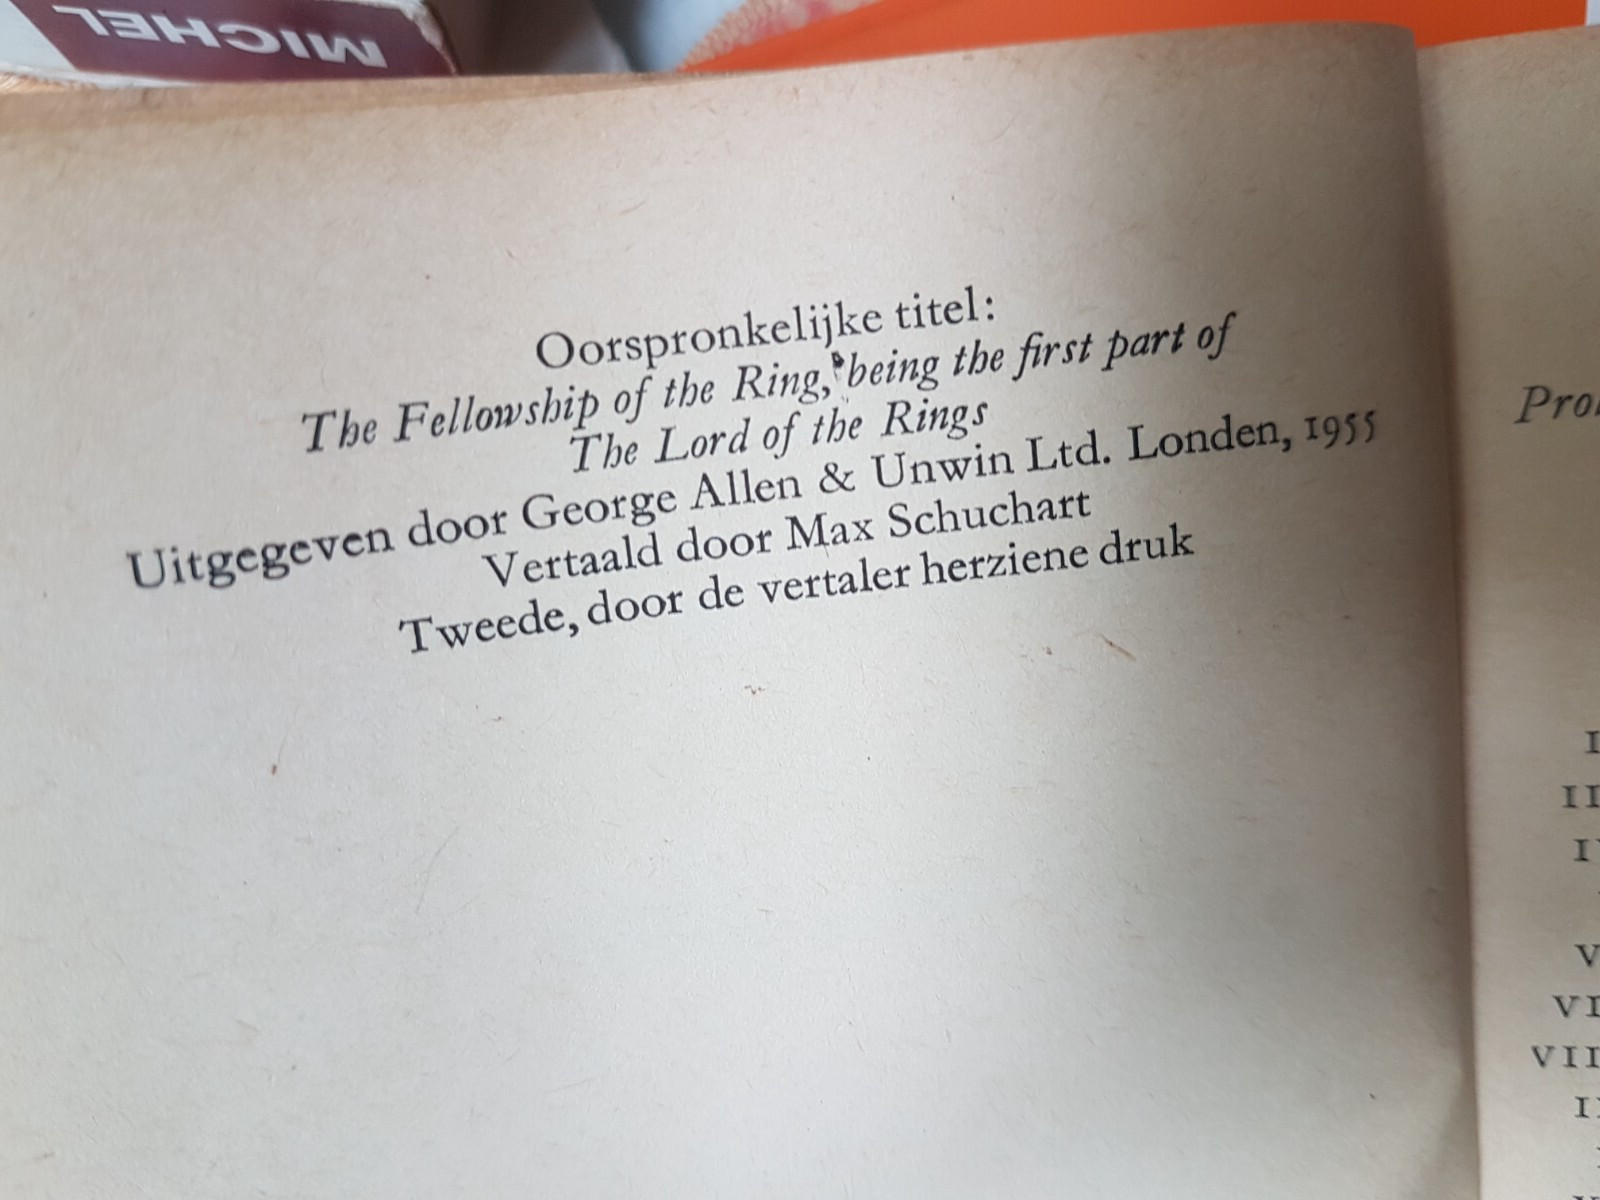 MICHEL
Oorspronkelijke titel:
The Fellowship of the Ring, being the first part of
The Lord of the Rings
Uitgegeven door George Allen & Unwin Ltd. Londen, 1955
Vertaald door Max Schuchart
Tweede, door de vertaler herziene druk